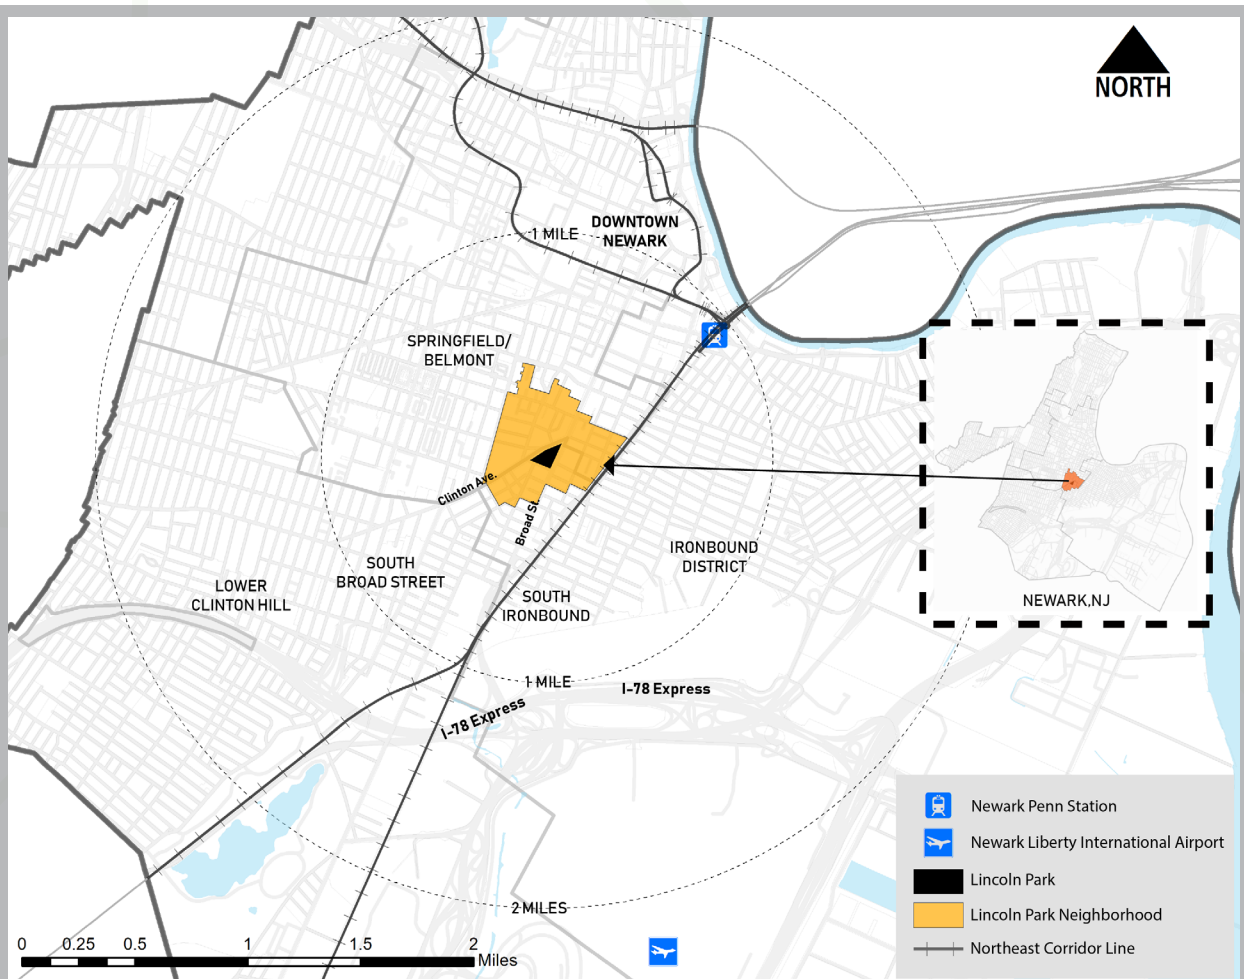 NORTH
DOWNTOWN
NEWARK
1 MILE
SPRINGFIELD/
BELMONT
Clinton Ave.
Broad St.
IRONBOUND
DISTRICT
SOUTH
BROAD STREET
LOWER
CLINTON HILL
SOUTH
IRONBOUND
NEWARK,NJ
1 MILE
I-78 Express
I-78 Express
2 MILES
Newark Penn Station
Newark Liberty International Airport
Lincoln Park
Lincoln Park Neighborhood
Northeast Corridor Line
0 0.25 0.5 1 1.5 2
Miles